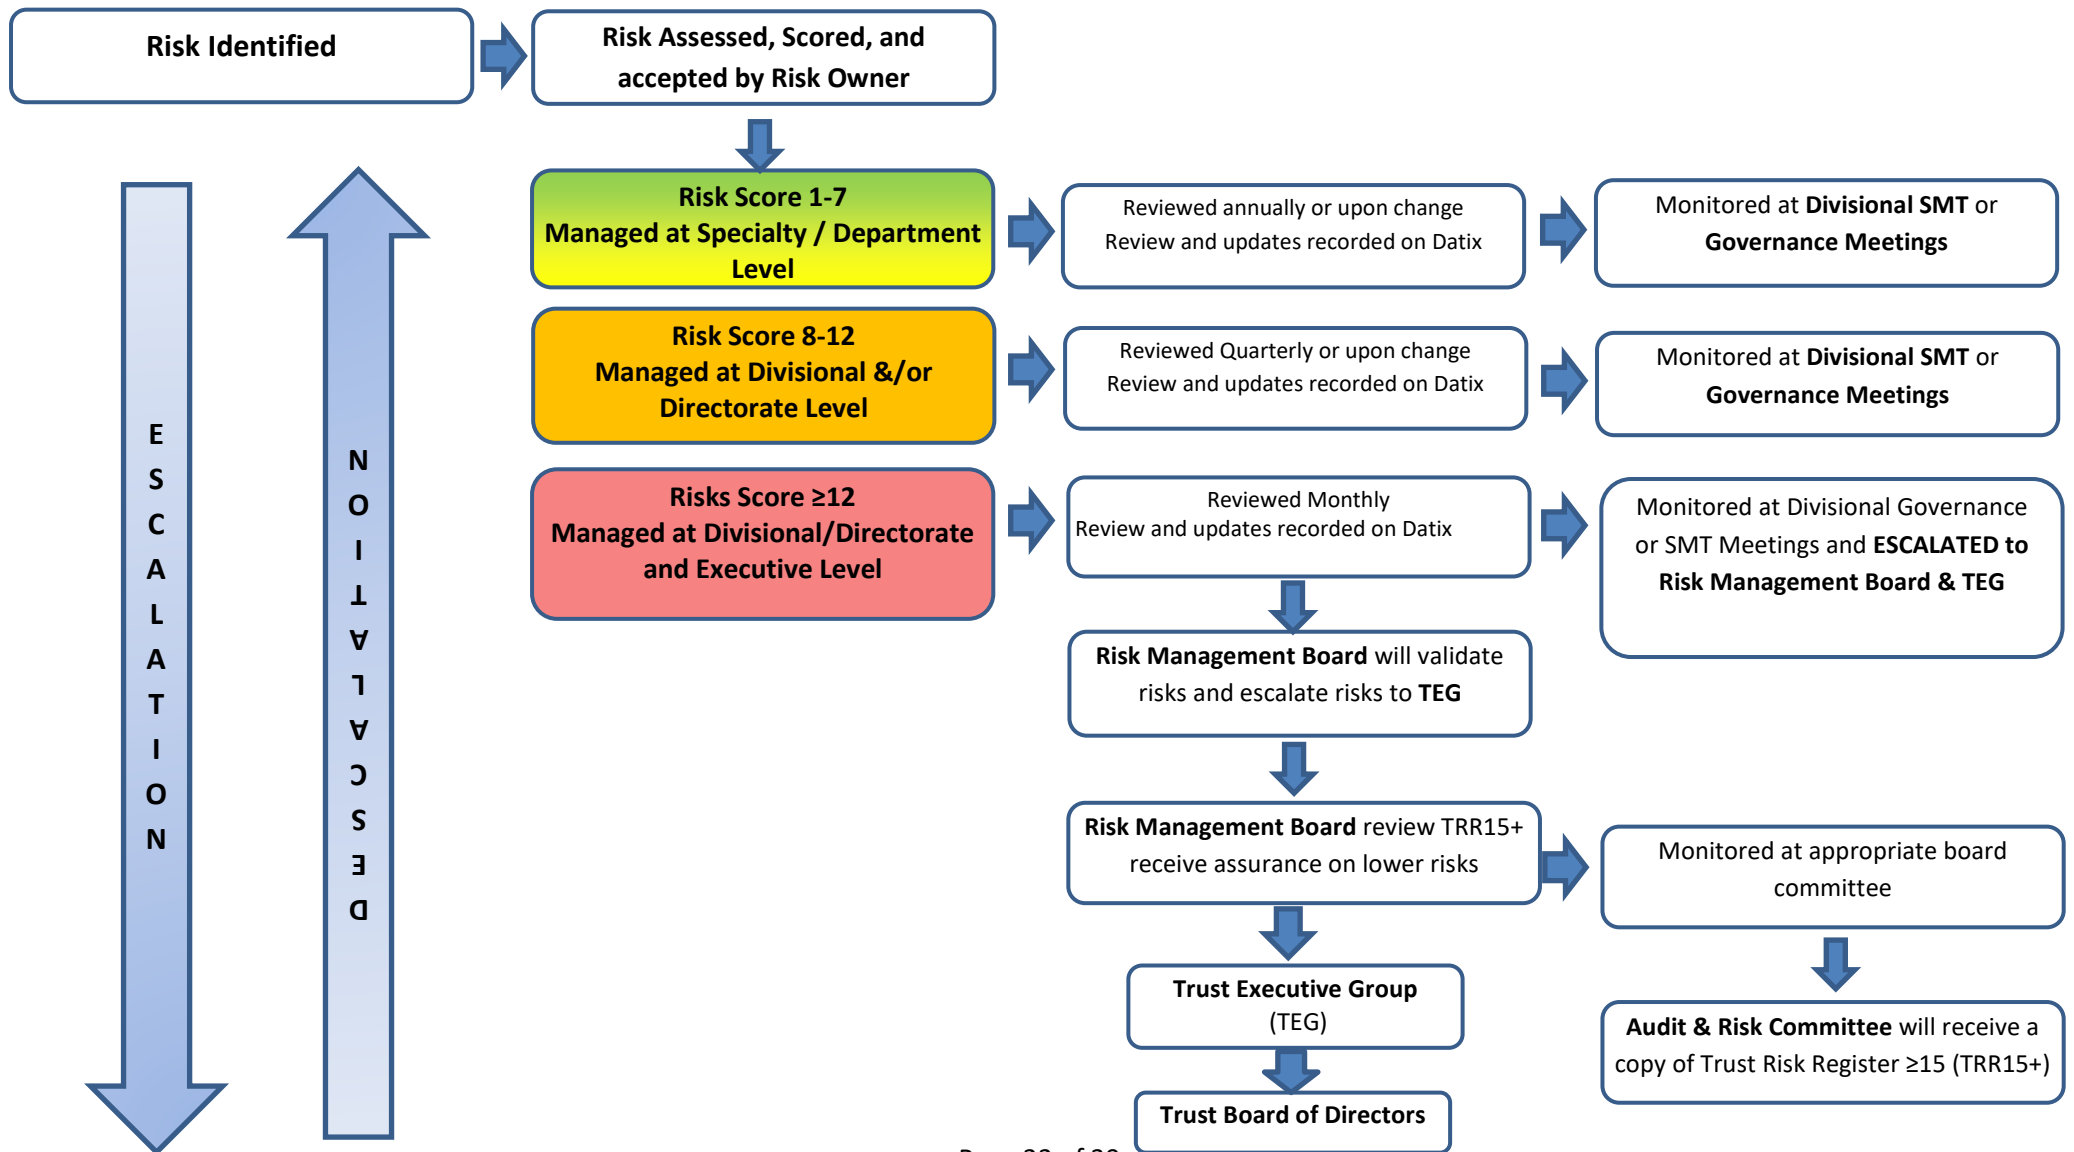 Risk Identified
Risk Assessed, Scored, and
accepted by Risk Owner
Risk Score 1-7
Managed at Specialty / Department
Level
Reviewed annually or upon change
Review and updates recorded on Datix
Monitored at Divisional SMT or
Governance Meetings
Risk Score 8-12
Managed at Divisional &/or
Directorate Level
Reviewed Quarterly or upon change
Review and updates recorded on Datix
Monitored at Divisional SMT or
Governance Meetings
Risks Score ≥12
Managed at Divisional/Directorate
and Executive Level
Reviewed Monthly
Review and updates recorded on Datix
Monitored at Divisional Governance
or SMT Meetings and ESCALATED to
Risk Management Board & TEG
Risk Management Board will validate
risks and escalate risks to TEG
Risk Management Board review TRR15+
receive assurance on lower risks
Monitored at appropriate board
committee
Trust Executive Group
(TEG)
Audit & Risk Committee will receive a
copy of Trust Risk Register ≥15 (TRR15+)
Trust Board of Directors
ESCALATION
DESCALATION